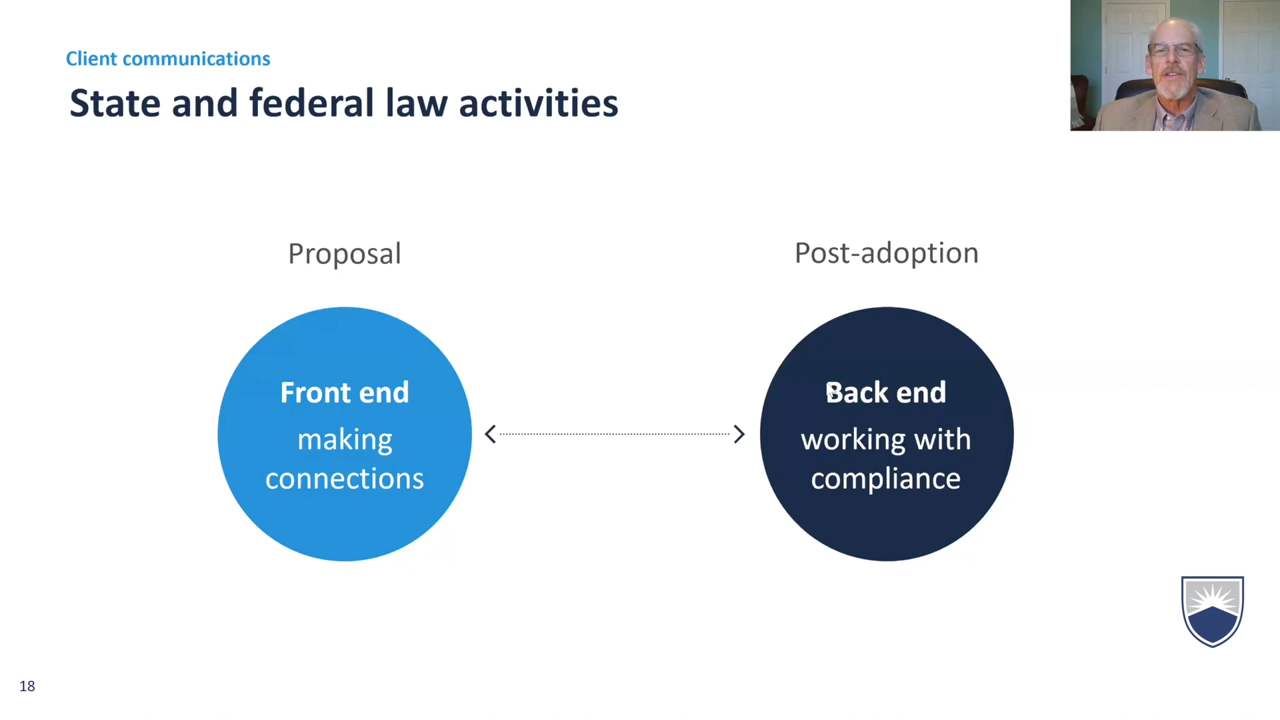 Client communications
State and federal law activities
Proposal
Post-adoption
Front end
making
connections
Back end
working with
compliance
18